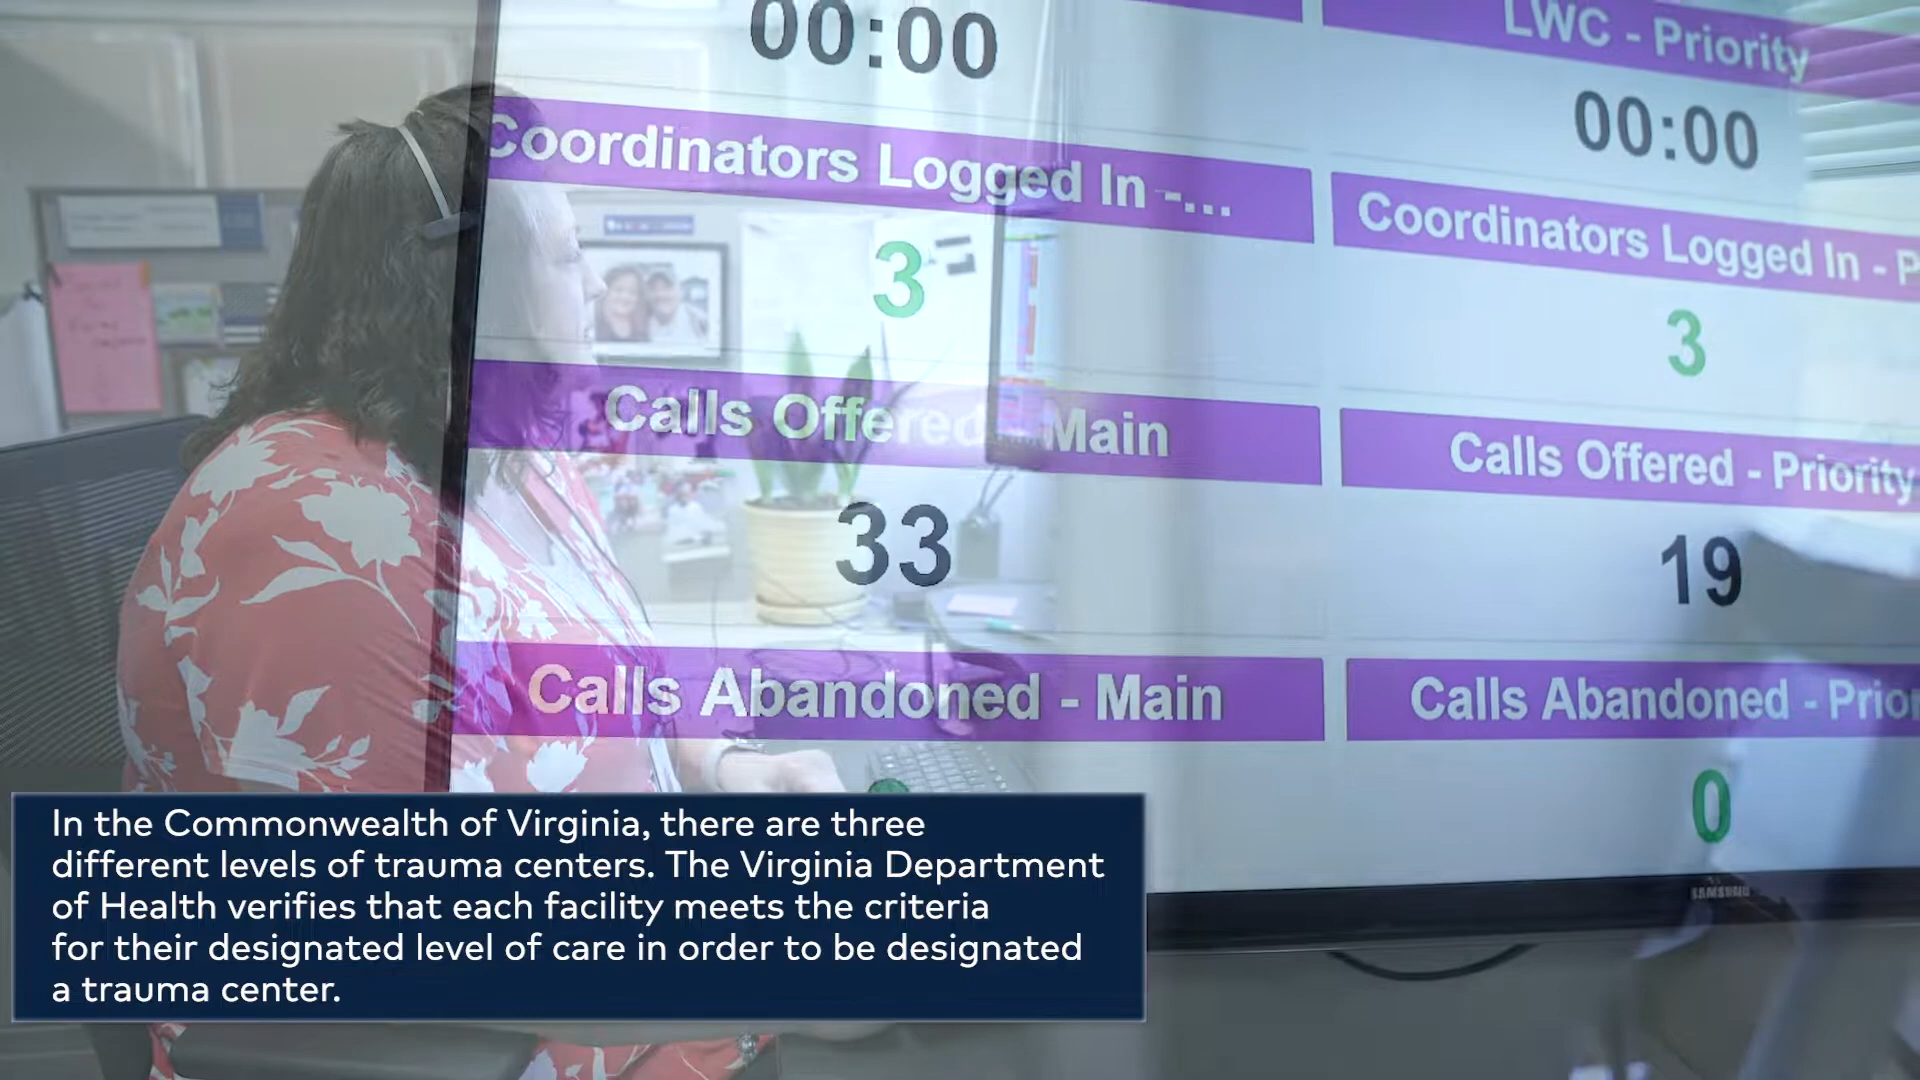 00:00
LWC - Priority
00:00
Coordinators Logged In -...
Coordinators Logged In - P
3
3
Calls Offered Main
Calls Offered - Priority
33
19
Calls Abandoned - Main
Calls Abandoned - Prior
0
SAMSUNG
In the Commonwealth of Virginia, there are three
different levels of trauma centers. The Virginia Department
of Health verifies that each facility meets the criteria
for their designated level of care in order to be designated
a trauma center.